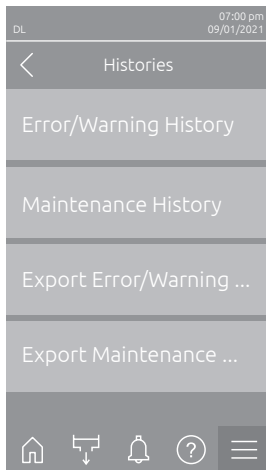 07:00 pm
DL 09/01/2021
Histories
Error/Warning History
Maintenance History
Export Error/Warning ...
Export Maintenance ...
?